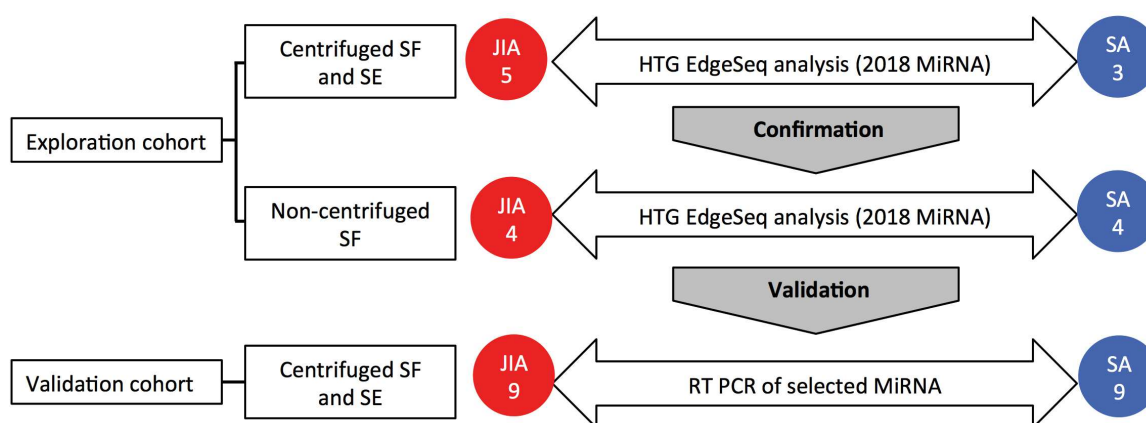 Centrifuged SF
and SE
JIA
5
HTG EdgeSeq analysis (2018 MiRNA)
SA
3
Confirmation
Exploration cohort
Non-centrifuged
SF
JIA
4
HTG EdgeSeq analysis (2018 MiRNA)
SA
4
Validation
Validation cohort
Centrifuged SF
and SE
JIA
9
RT PCR of selected MiRNA
SA
9